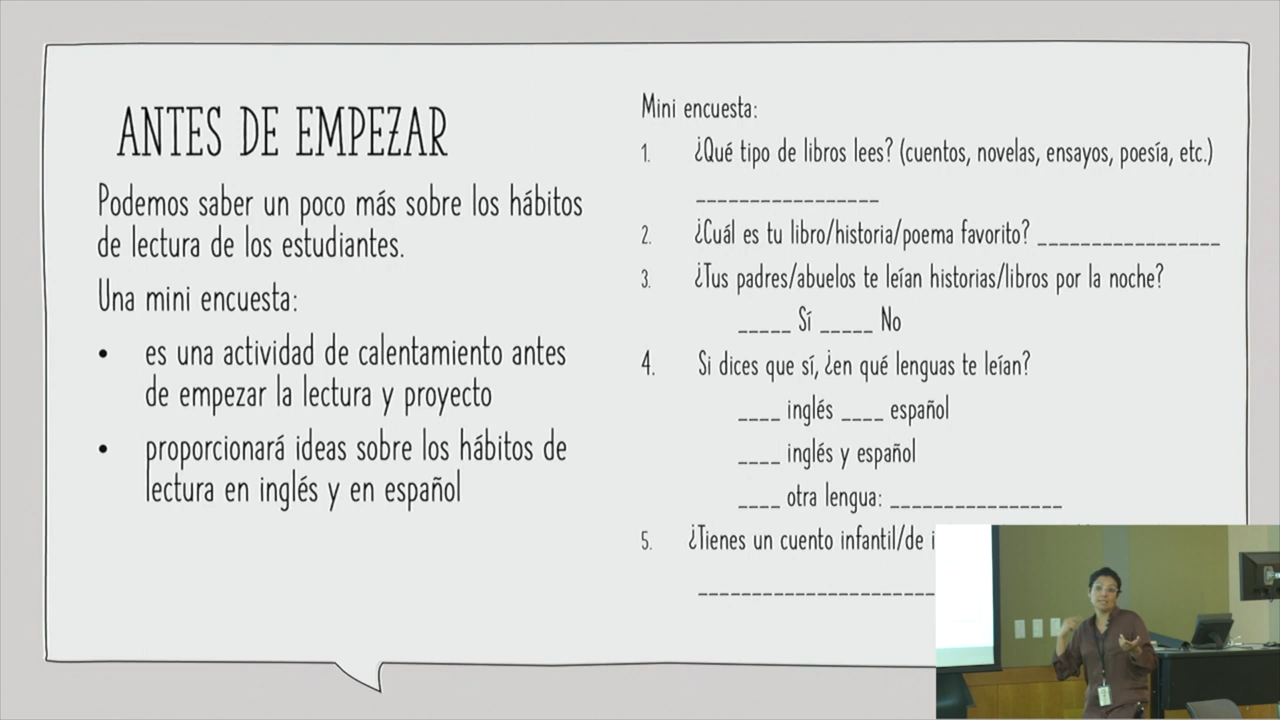 ANTES DE EMPEZAR
Podemos saber un poco más sobre los hábitos
de lectura de los estudiantes.
Una mini encuesta:
• es una actividad de calentamiento antes
de empezar la lectura y proyecto
• proporcionará ideas sobre los hábitos de
lectura en inglés y en español
Mini encuesta:
1. ¿Qué tipo de libros lees? (cuentos, novelas, ensayos, poesía, etc.)
_________________
2. ¿Cuál es tu libro/historia/poema favorito? _________________
3. ¿Tus padres/abuelos te leían historias/libros por la noche?
_____ Sí _____ No
4. Si dices que sí, ¿en qué lenguas te leían?
____ inglés ____ español
____ inglés y español
____ otra lengua: ________________
5. ¿Tienes un cuento infantil/de
______________________